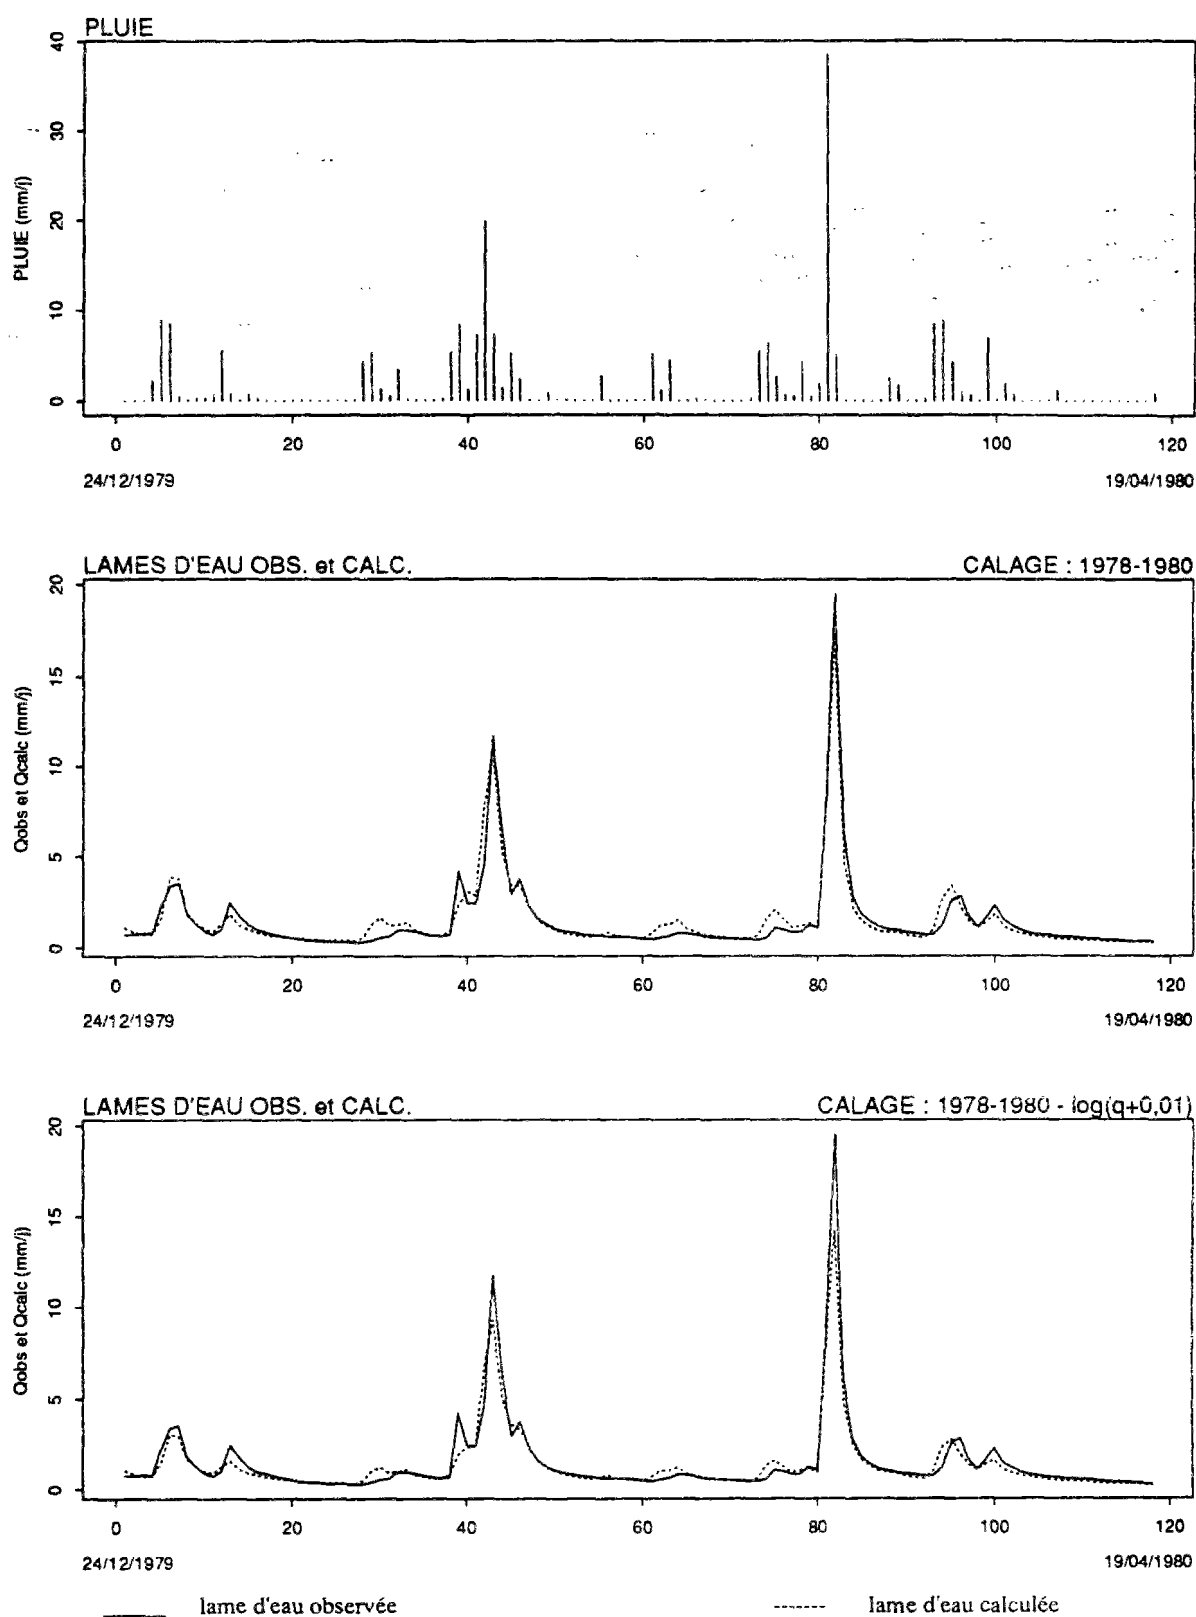 PLUIE
40
30
20
10
0
PLUIE (mm/j)
0 20 40 60 80 100 120
24/12/1979 19/04/1980
LAMES D'EAU OBS. et CALC. CALAGE : 1978-1980
20
15
10
5
0
Qobs et Qcalc (mm/j)
0 20 40 60 80 100 120
24/12/1979 19/04/1980
LAMES D'EAU OBS. et CALC. CALAGE : 1978-1980 - log(q+0,01)
20
15
10
5
0
Qobs et Qcalc (mm/j)
0 20 40 60 80 100 120
24/12/1979 19/04/1980
lame d'eau observée lame d'eau calculée